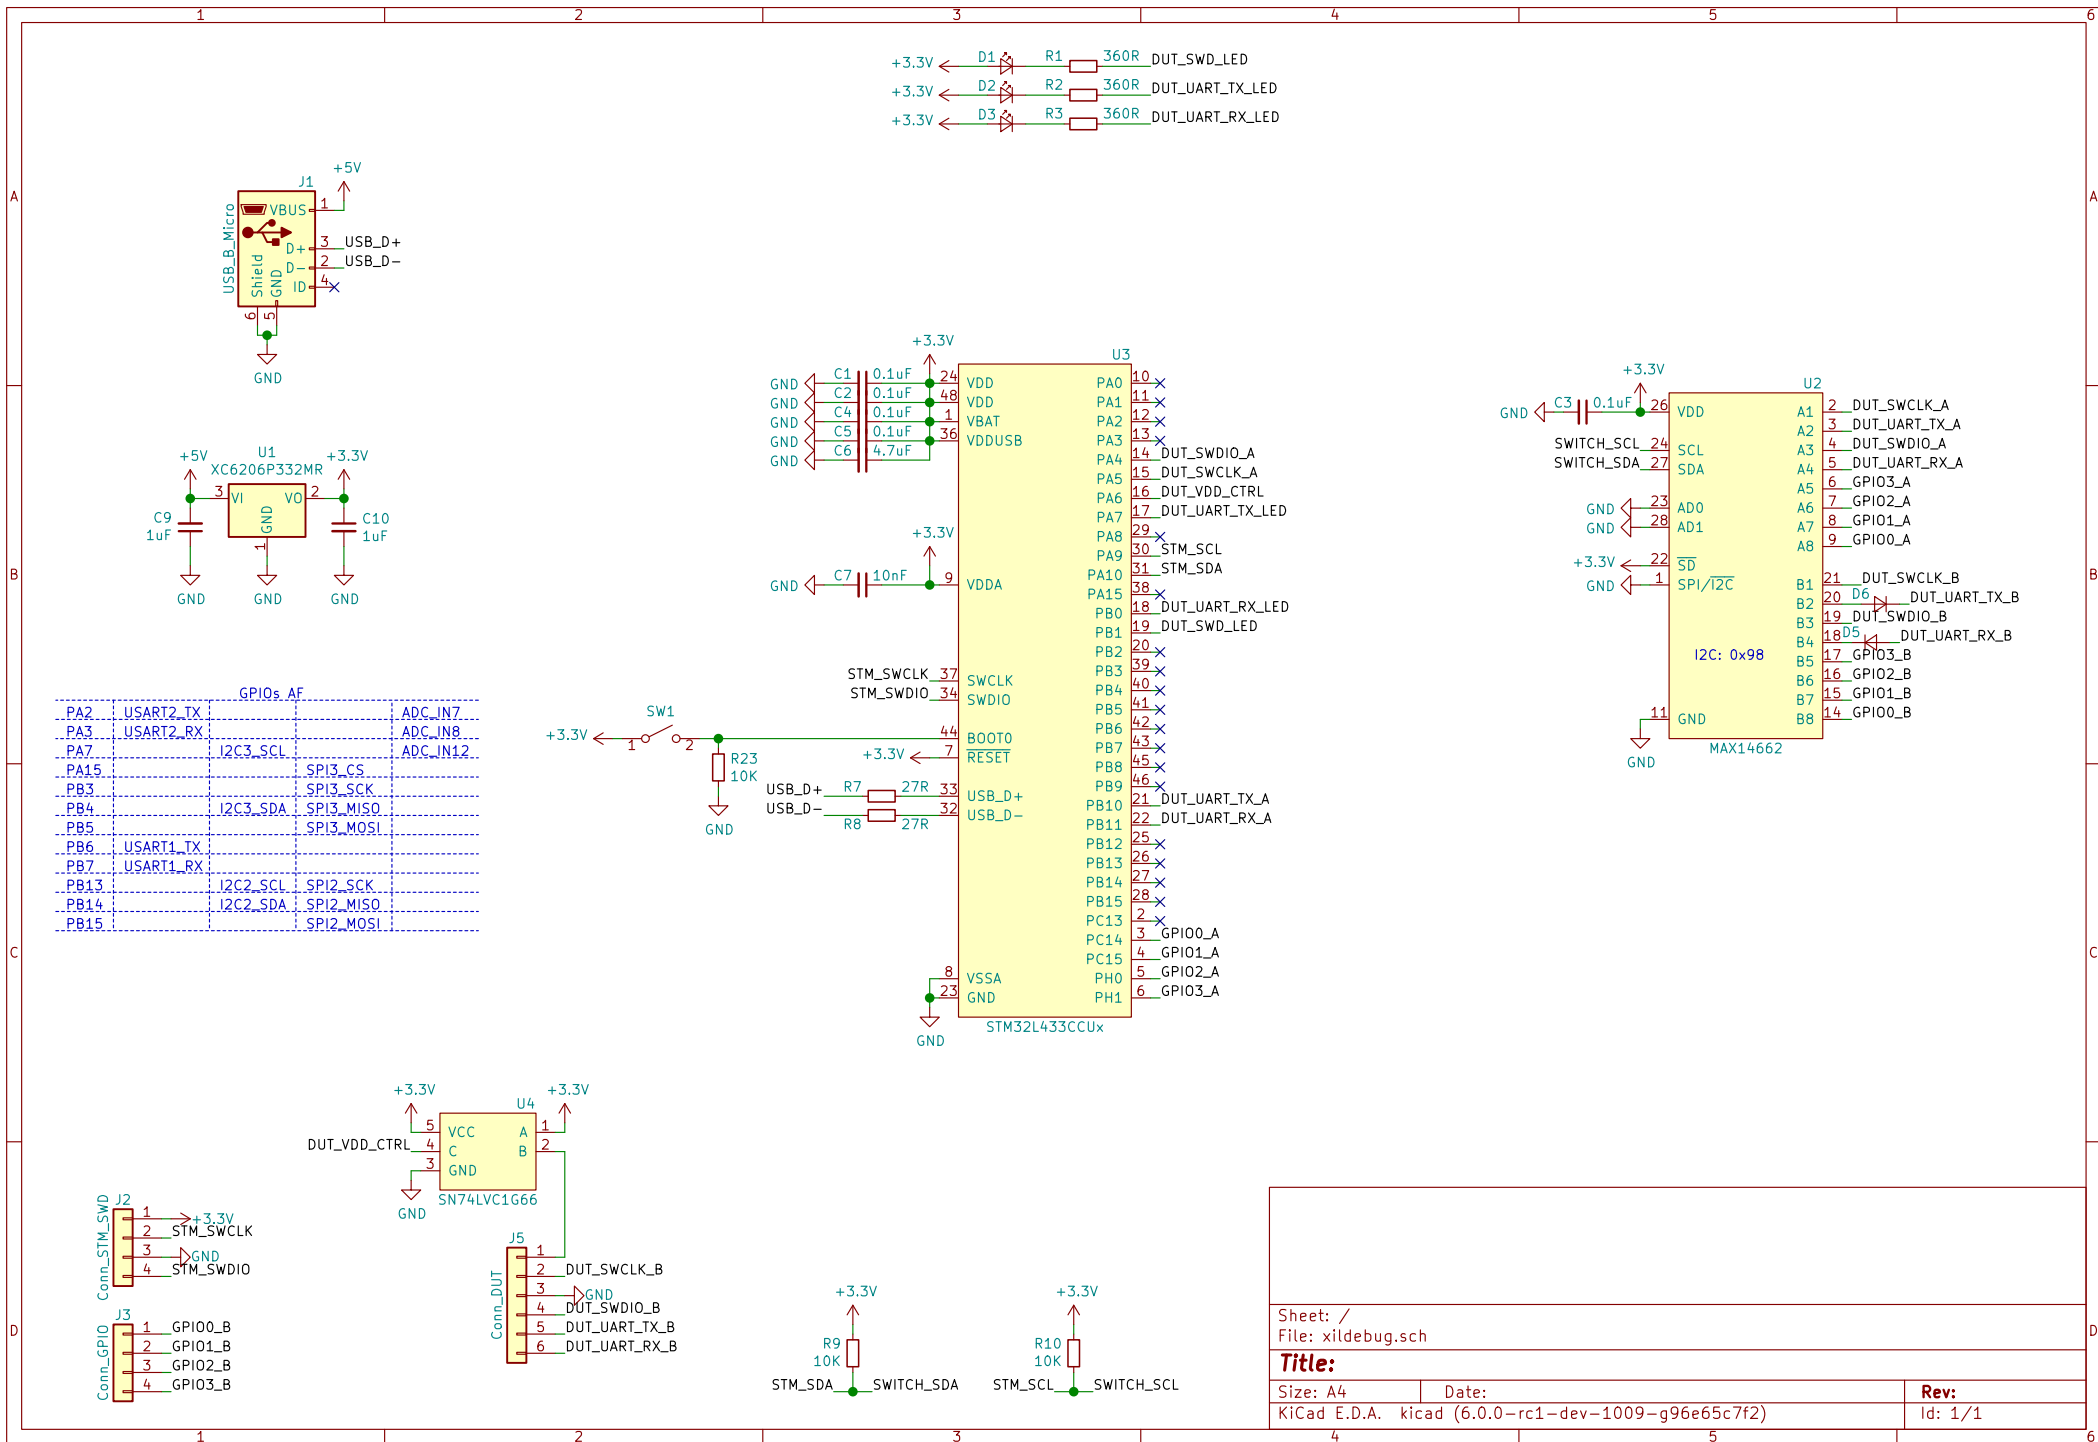 1 2 3 4 5 6
A A
B B
C C
D D
+3.3V D1 R1 360R DUT_SWD_LED
+3.3V D2 R2 360R DUT_UART_TX_LED
+3.3V D3 R3 360R DUT_UART_RX_LED
+5V
J1
USB_B_Micro
VBUS 1
D+ 3 USB_D+
D- 2 USB_D-
ID 4
Shield GND
6 5
GND
+5V U1 +3.3V
XC6206P332MR
3 VI VO 2
GND
1
C9 1uF
C10 1uF
GND GND GND
GPIOs AF
PA2 USART2_TX ADC_IN7
PA3 USART2_RX ADC_IN8
PA7 I2C3_SCL ADC_IN12
PA15 SPI3_CS
PB3 SPI3_SCK
PB4 I2C3_SDA SPI3_MISO
PB5 SPI3_MOSI
PB6 USART1_TX
PB7 USART1_RX
PB13 I2C2_SCL SPI2_SCK
PB14 I2C2_SDA SPI2_MISO
PB15 SPI2_MOSI
+3.3V U3
GND C1 0.1uF 24 VDD
GND C2 0.1uF 48 VDD
GND C4 0.1uF 1 VBAT
GND C5 0.1uF 36 VDDUSB
GND C6 4.7uF
+3.3V
GND C7 10nF 9 VDDA
STM_SWCLK 37 SWCLK
STM_SWDIO 34 SWDIO
+3.3V SW1 1 2 44 BOOT0
R23 10K
GND
+3.3V 7 RESET
USB_D+ R7 27R 33 USB_D+
USB_D- R8 27R 32 USB_D-
8 VSSA
23 GND
GND
PA0 10
PA1 11
PA2 12
PA3 13
PA4 14 DUT_SWDIO_A
PA5 15 DUT_SWCLK_A
PA6 16 DUT_VDD_CTRL
PA7 17 DUT_UART_TX_LED
PA8 29
PA9 30 STM_SCL
PA10 31 STM_SDA
PA15 38
PB0 18 DUT_UART_RX_LED
PB1 19 DUT_SWD_LED
PB2 20
PB3 39
PB4 40
PB5 41
PB6 42
PB7 43
PB8 45
PB9 46
PB10 21 DUT_UART_TX_A
PB11 22 DUT_UART_RX_A
PB12 25
PB13 26
PB14 27
PB15 28
PC13 2
PC14 3 GPIO0_A
PC15 4 GPIO1_A
PH0 5 GPIO2_A
PH1 6 GPIO3_A
STM32L433CCUx
+3.3V U2
GND C3 0.1uF 26 VDD
SWITCH_SCL 24 SCL
SWITCH_SDA 27 SDA
GND 23 AD0
GND 28 AD1
+3.3V 22 SD
GND 1 SPI/I2C
I2C: 0x98
11 GND
GND
A1 2 DUT_SWCLK_A
A2 3 DUT_UART_TX_A
A3 4 DUT_SWDIO_A
A4 5 DUT_UART_RX_A
A5 6 GPIO3_A
A6 7 GPIO2_A
A7 8 GPIO1_A
A8 9 GPIO0_A
B1 21 DUT_SWCLK_B
B2 20 D6 DUT_UART_TX_B
B3 19 DUT_SWDIO_B
B4 18 D5 DUT_UART_RX_B
B5 17 GPIO3_B
B6 16 GPIO2_B
B7 15 GPIO1_B
B8 14 GPIO0_B
MAX14662
+3.3V U4 +3.3V
5 VCC A 1
DUT_VDD_CTRL 4 C B 2
3 GND
SN74LVC1G66
GND
J2
Conn_STM_SWD
1 +3.3V
2 STM_SWCLK
3 GND
4 STM_SWDIO
J3
Conn_GPIO
1 GPIO0_B
2 GPIO1_B
3 GPIO2_B
4 GPIO3_B
J5
Conn_DUT
1
2 DUT_SWCLK_B
3 GND
4 DUT_SWDIO_B
5 DUT_UART_TX_B
6 DUT_UART_RX_B
+3.3V
R9 10K
STM_SDA SWITCH_SDA
+3.3V
R10 10K
STM_SCL SWITCH_SCL
Sheet: /
File: xildebug.sch
Title:
Size: A4 Date: Rev:
KiCad E.D.A. kicad (6.0.0-rc1-dev-1009-g96e65c7f2) Id: 1/1
1 2 3 4 5 6